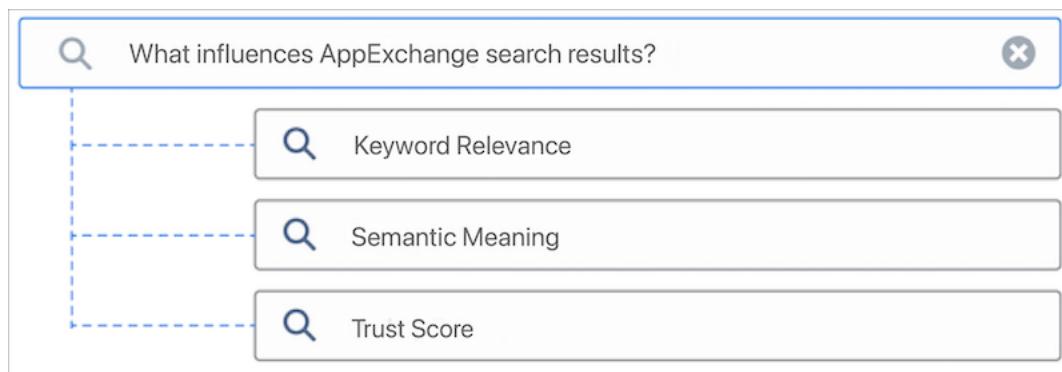 What influences AppExchange search results?
Keyword Relevance
Semantic Meaning
Trust Score